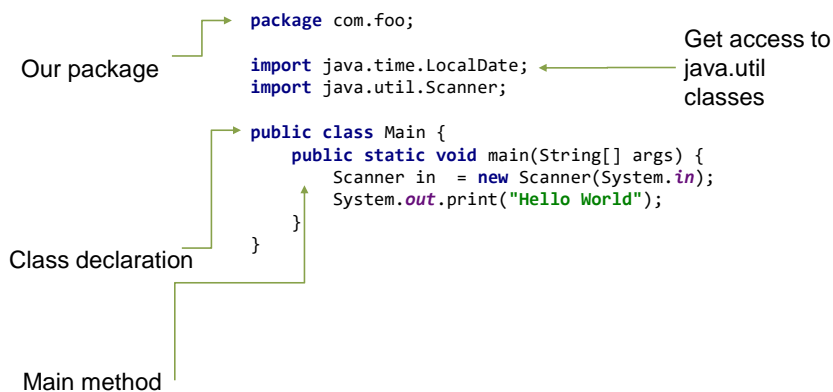 package com.foo;
Our package
import java.time.LocalDate;
import java.util.Scanner;
Get access to
java.util
classes
public class Main {
public static void main(String[] args) {
Scanner in  = new Scanner(System.in);
System.out.print("Hello World");
}
}
Class declaration
Main method